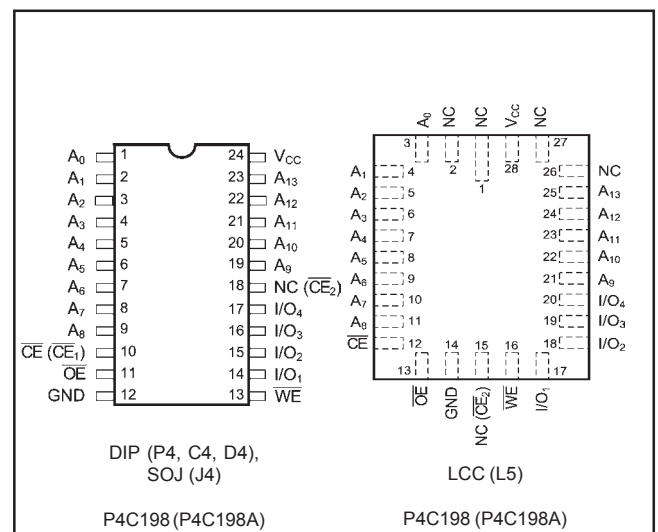 A0 1 24 VCC
A1 2 23 A13
A2 3 22 A12
A3 4 21 A11
A4 5 20 A10
A5 6 19 A9
A6 7 18 NC (CE2)
A7 8 17 I/O4
A8 9 16 I/O3
CE (CE1) 10 15 I/O2
OE 11 14 I/O1
GND 12 13 WE
DIP (P4, C4, D4),
SOJ (J4)
P4C198 (P4C198A)
A0 NC NC VCC NC
3 2 1 28 27
A1 4 26 NC
A2 5 25 A13
A3 6 24 A12
A4 7 23 A11
A5 8 22 A10
A6 9 21 A9
A7 10 20 I/O4
A8 11 19 I/O3
CE 12 18 I/O2
13 14 15 16 17
OE GND NC (CE2) WE I/O1
LCC (L5)
P4C198 (P4C198A)